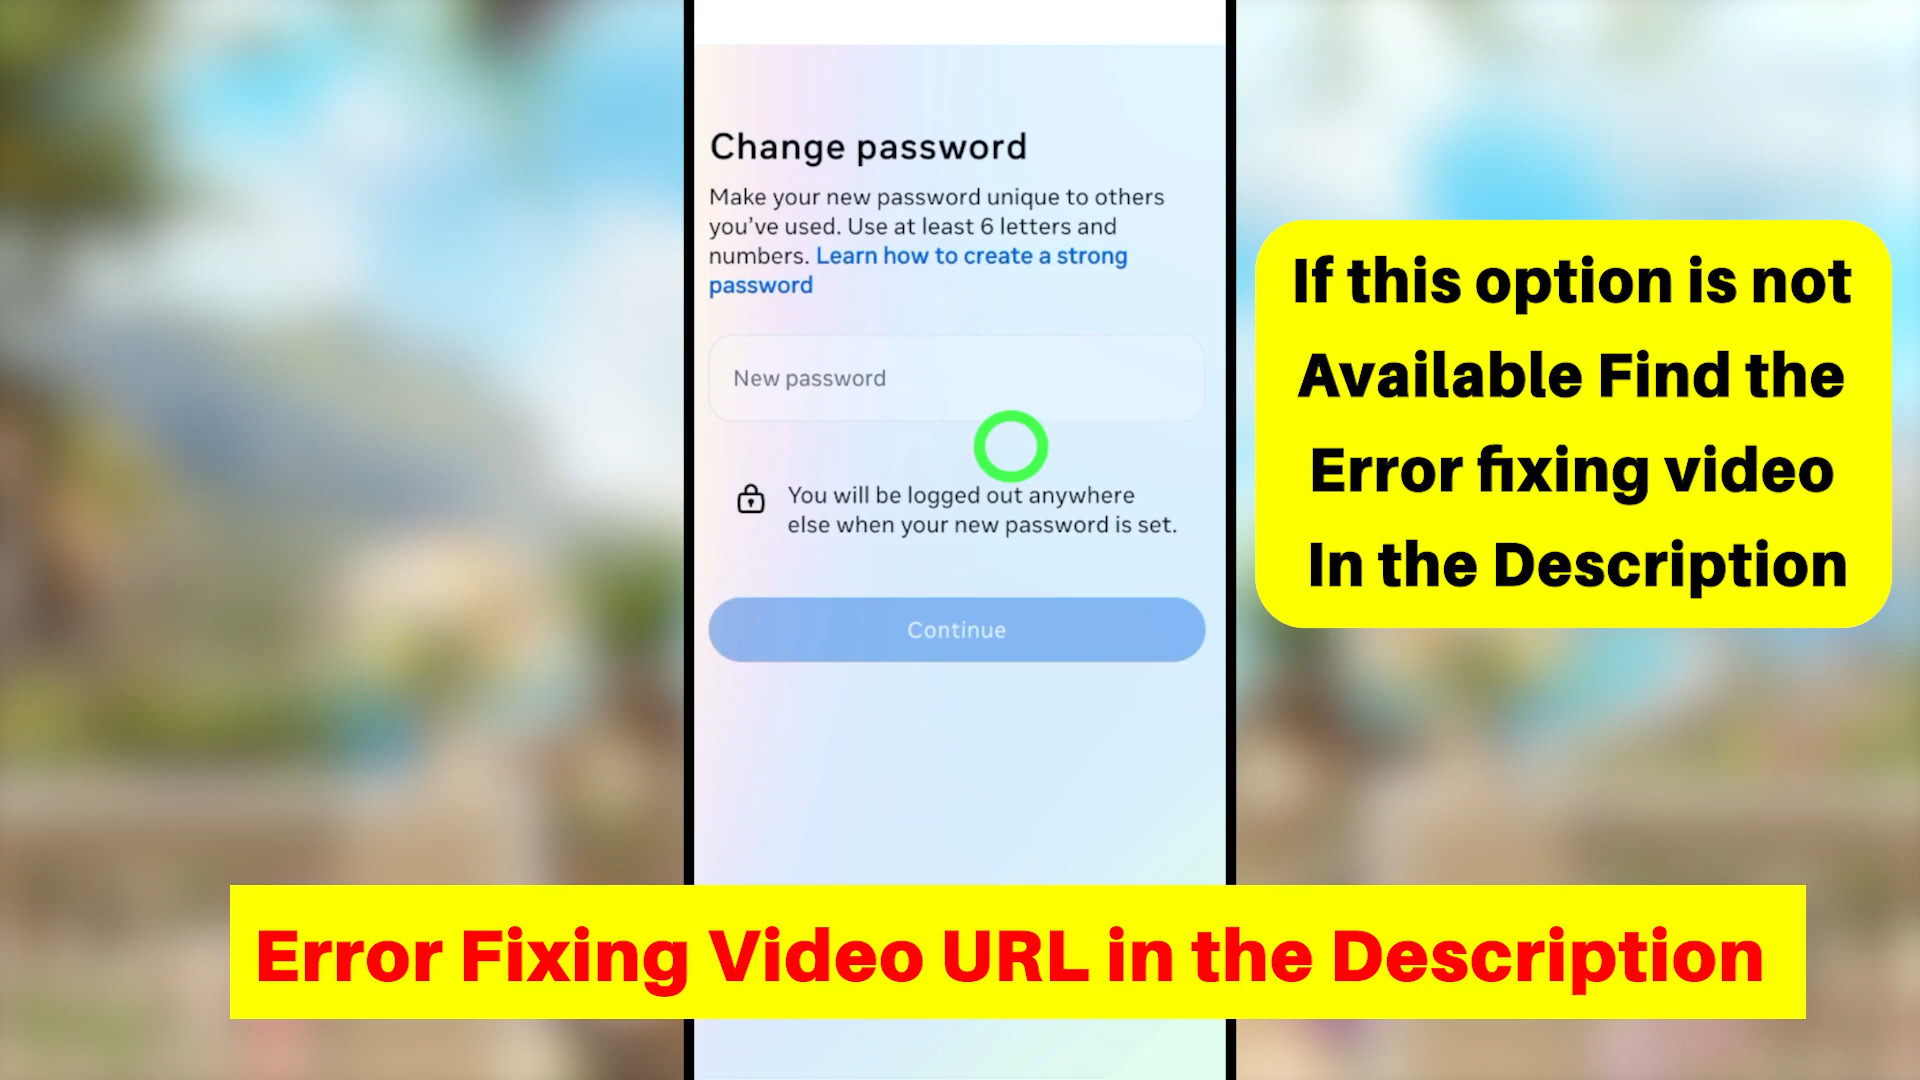 Change password
Make your new password unique to others
you’ve used. Use at least 6 letters and
numbers. Learn how to create a strong
password
New password
You will be logged out anywhere
else when your new password is set.
Continue
If this option is not
Available Find the
Error fixing video
In the Description
Error Fixing Video URL in the Description